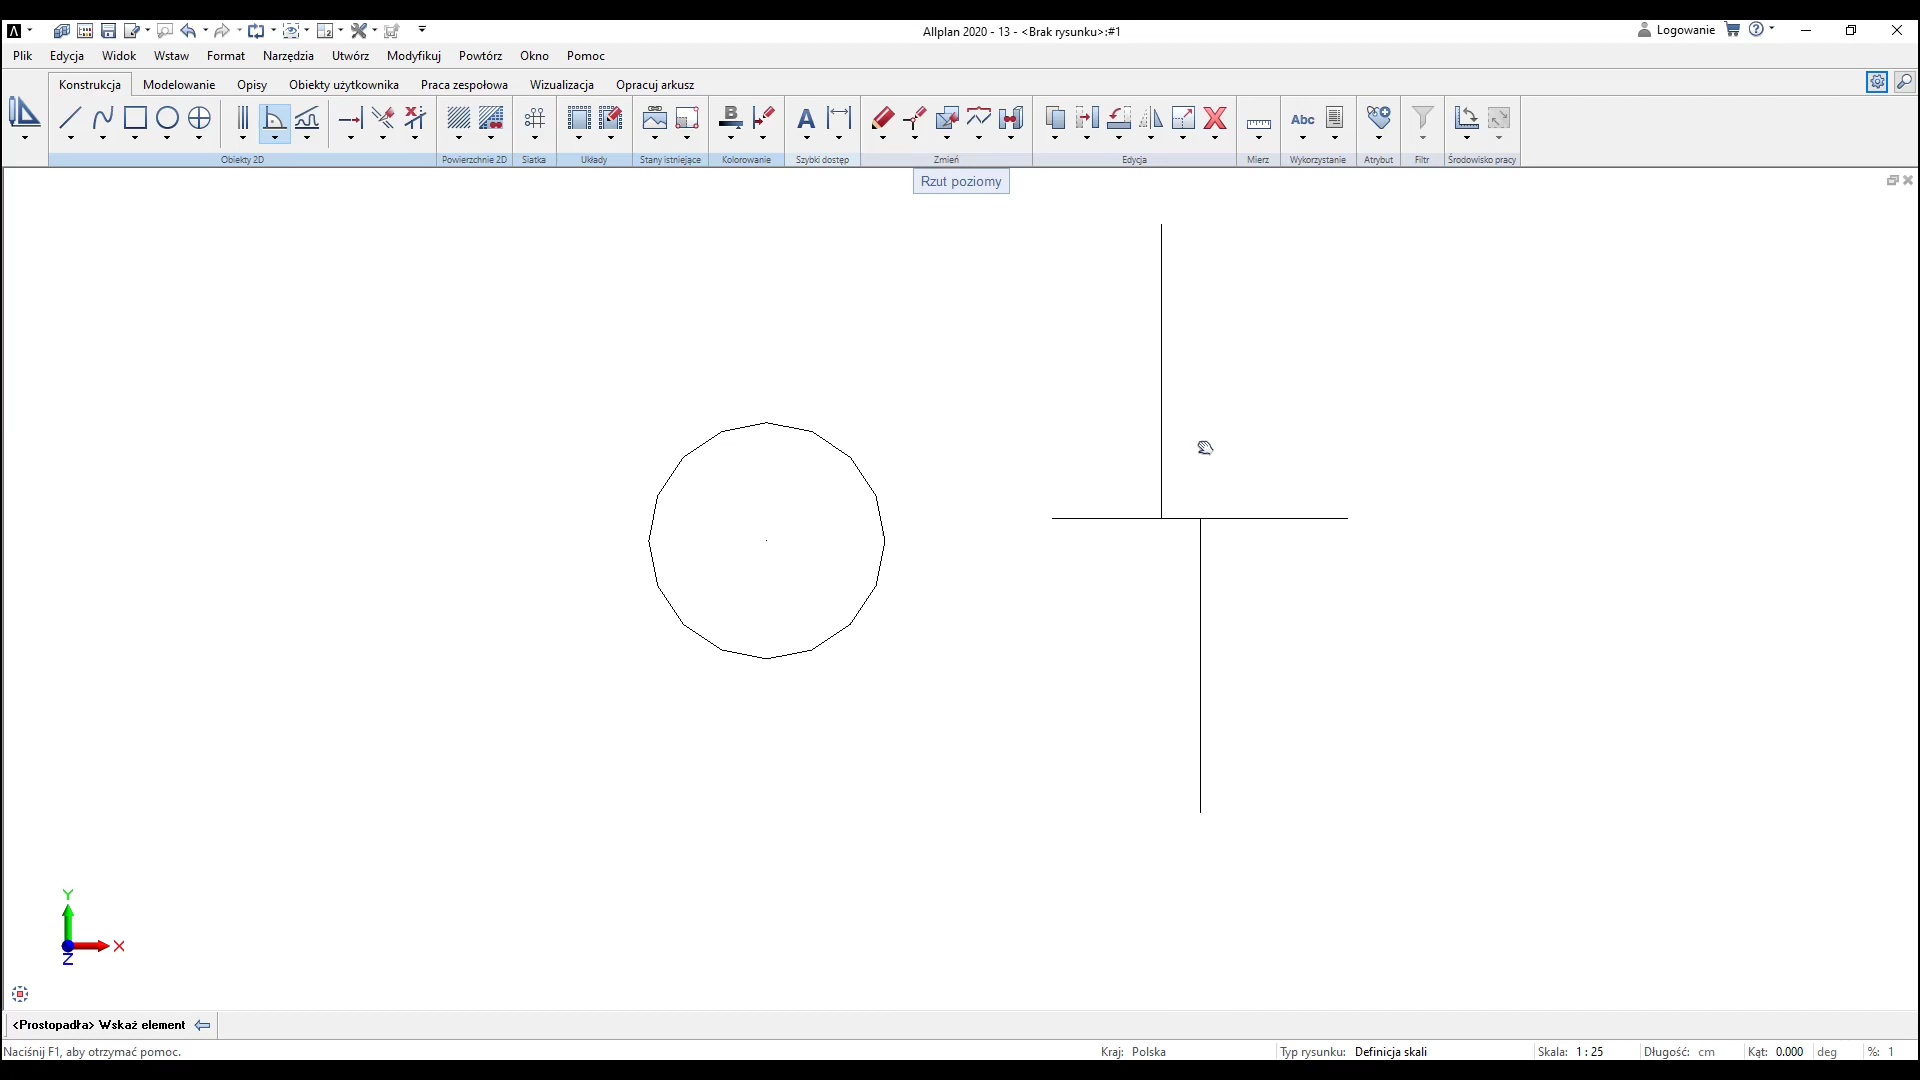 Allplan 2020 - 13 - <Brak rysunku>:#1
Logowanie
Plik Edycja Widok Wstaw Format Narzędzia Utwórz Modyfikuj Powtórz Okno Pomoc
Konstrukcja Modelowanie Opisy Obiekty użytkownika Praca zespołowa Wizualizacja Opracuj arkusz
B A Abc
Obiekty 2D Powierzchnie 2D Siatka Układy Stany istniejące Kolorowanie Szybki dostęp Zmień Edycja Mierz Wykorzystanie Atrybut Filtr Środowisko pracy
Rzut poziomy
Y
X
Z
<Prostopadła> Wskaż element
Naciśnij F1, aby otrzymać pomoc. Kraj: Polska Typ rysunku: Definicja skali Skala: 1 : 25 Długość: cm Kąt: 0.000 deg %: 1